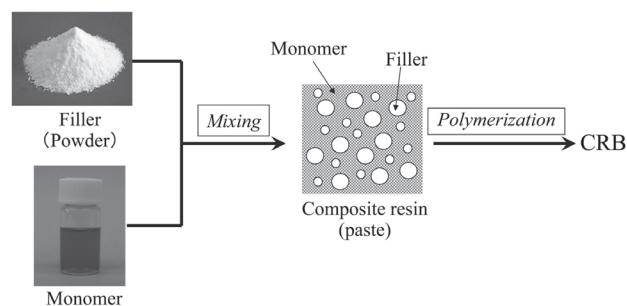 Filler
(Powder)
Monomer
Mixing
Monomer
Filler
Composite resin
(paste)
Polymerization
CRB